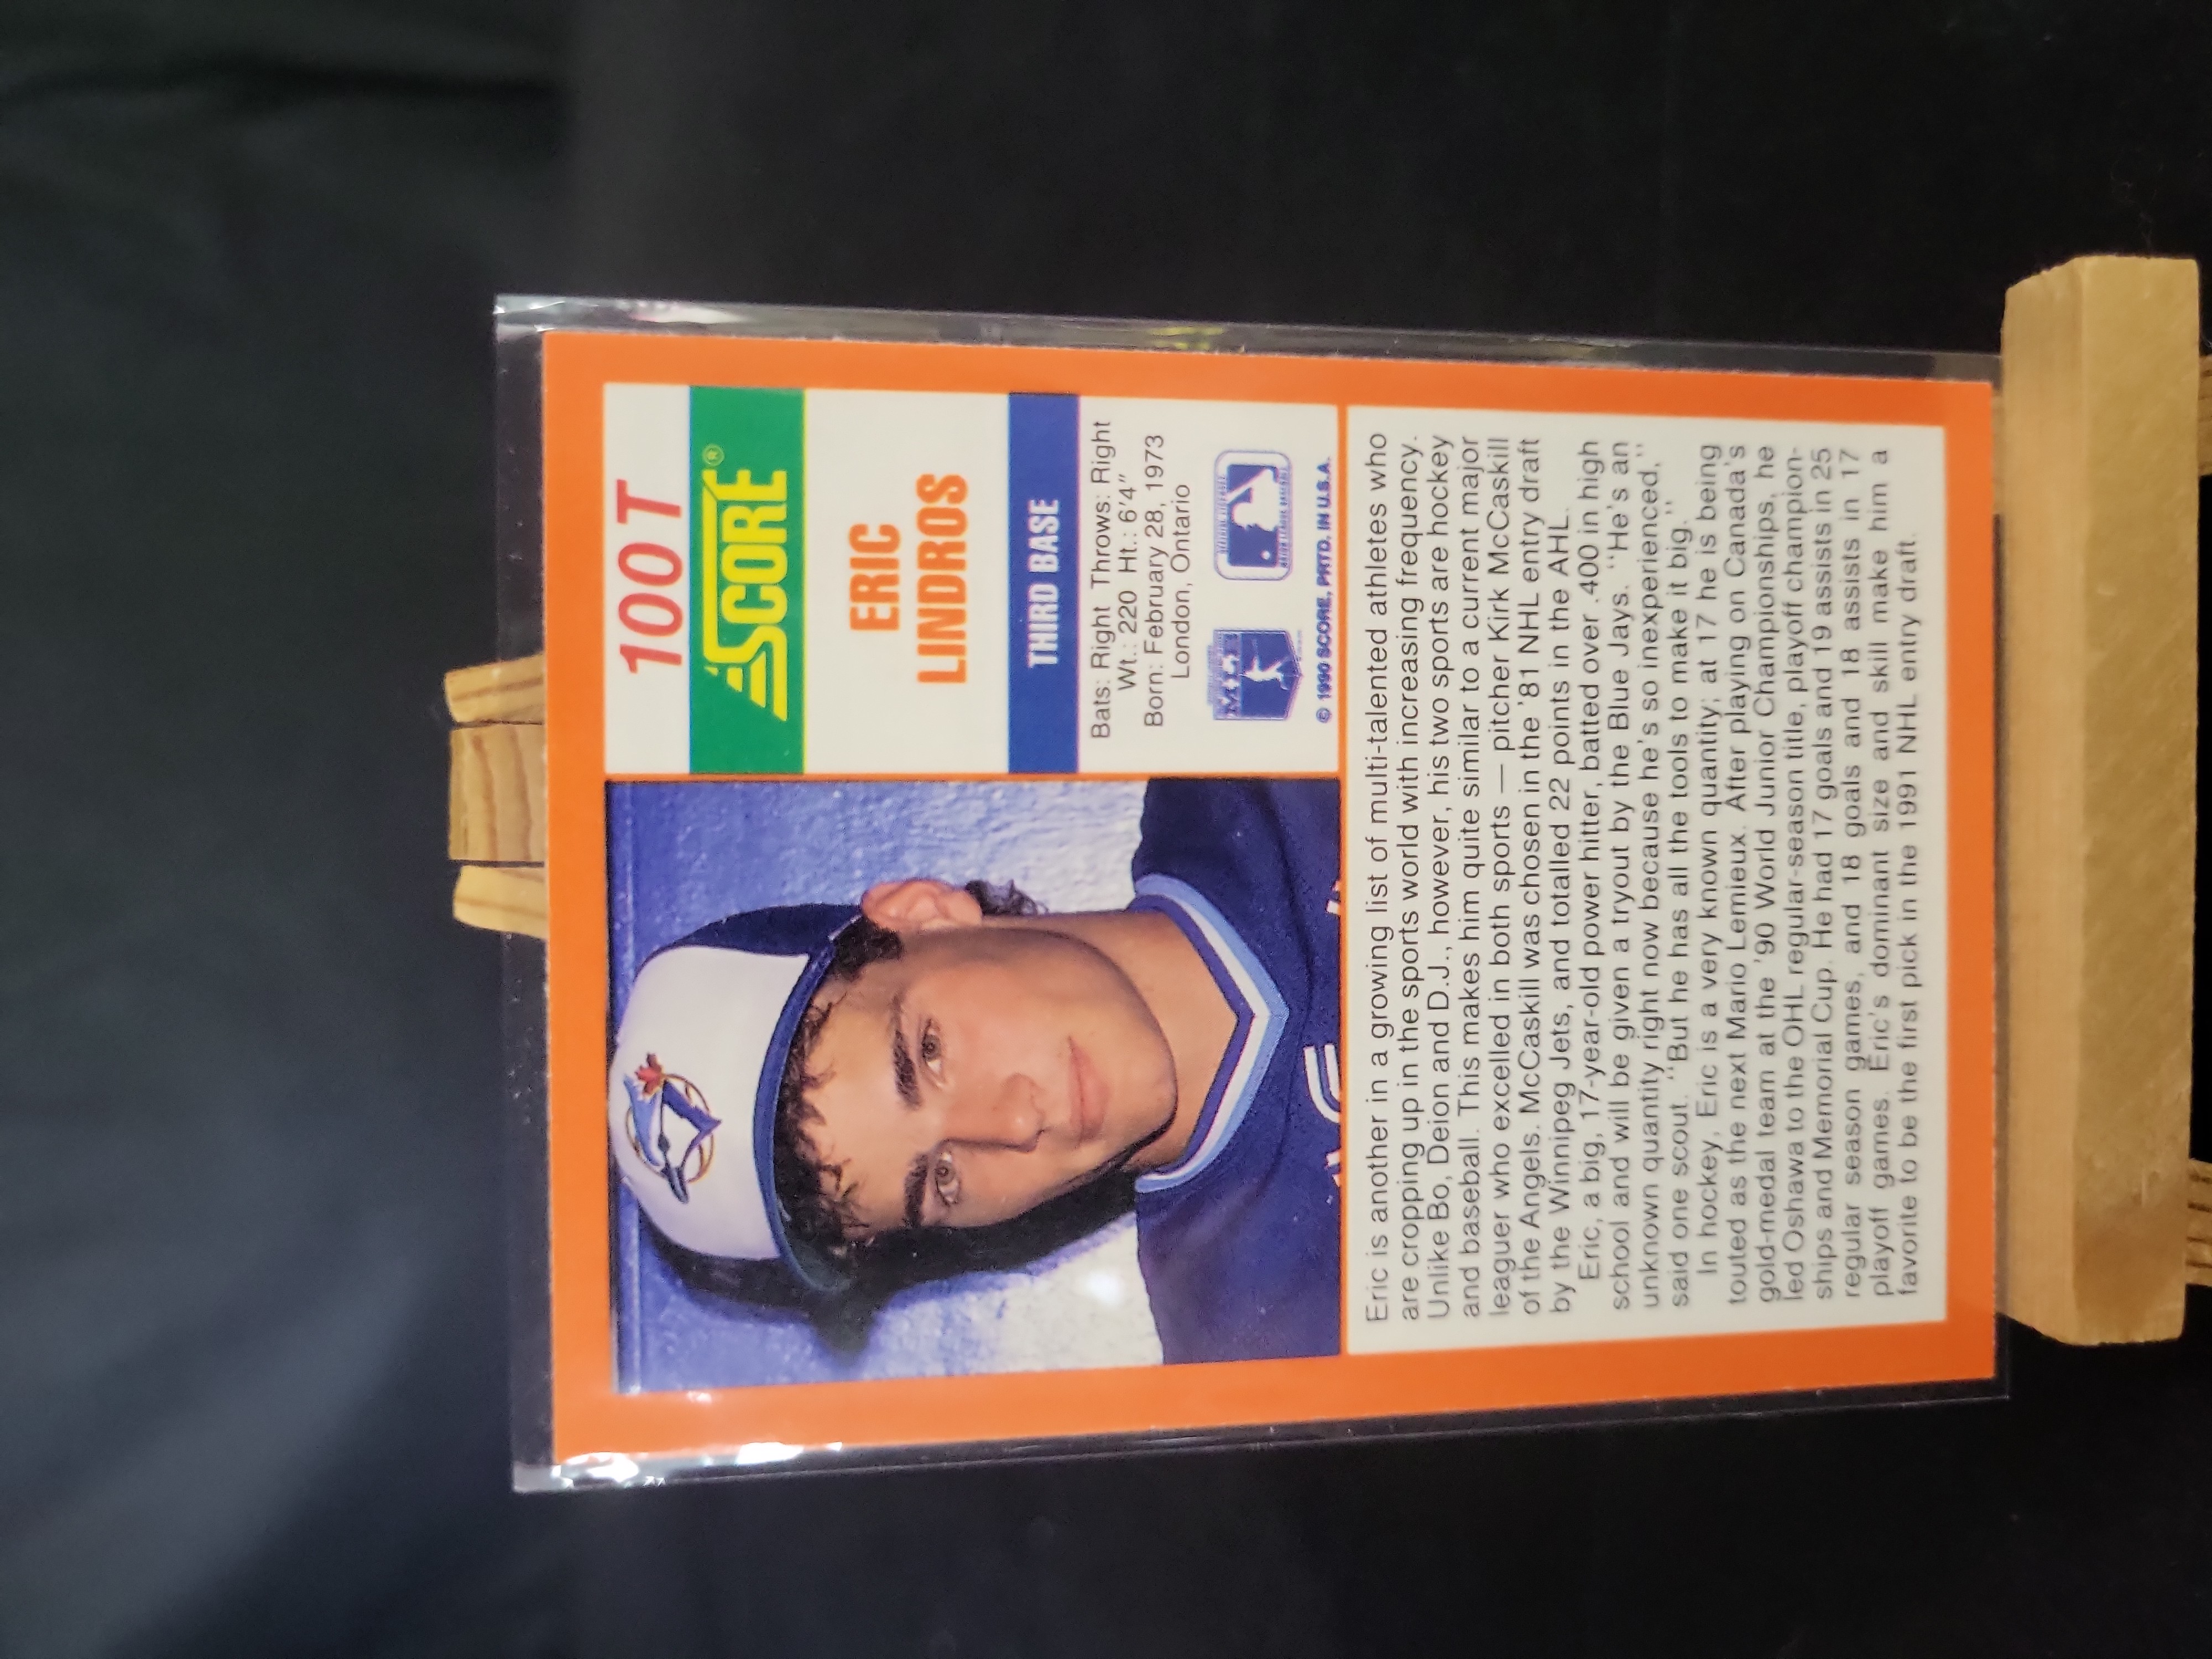 100T
SCORE®
ERIC
LINDROS
THIRD BASE
Bats: Right Throws: Right
Wt.: 220 Ht.: 6'4"
Born: February 28, 1973
London, Ontario
© 1990 SCORE, PRTD. IN U.S.A.
Eric is another in a growing list of multi-talented athletes who
are cropping up in the sports world with increasing frequency.
Unlike Bo, Deion and D.J., however, his two sports are hockey
and baseball. This makes him quite similar to a current major
leaguer who excelled in both sports — pitcher Kirk McCaskill
of the Angels. McCaskill was chosen in the '81 NHL entry draft
by the Winnipeg Jets, and totalled 22 points in the AHL.
Eric, a big, 17-year-old power hitter, batted over .400 in high
school and will be given a tryout by the Blue Jays. "He's an
unknown quantity right now because he's so inexperienced,"
said one scout. "But he has all the tools to make it big."
In hockey, Eric is a very known quantity; at 17 he is being
touted as the next Mario Lemieux. After playing on Canada's
gold-medal team at the '90 World Junior Championships, he
led Oshawa to the OHL regular-season title, playoff champion-
ships and Memorial Cup. He had 17 goals and 19 assists in 25
regular season games, and 18 goals and 18 assists in 17
playoff games. Eric's dominant size and skill make him a
favorite to be the first pick in the 1991 NHL entry draft.